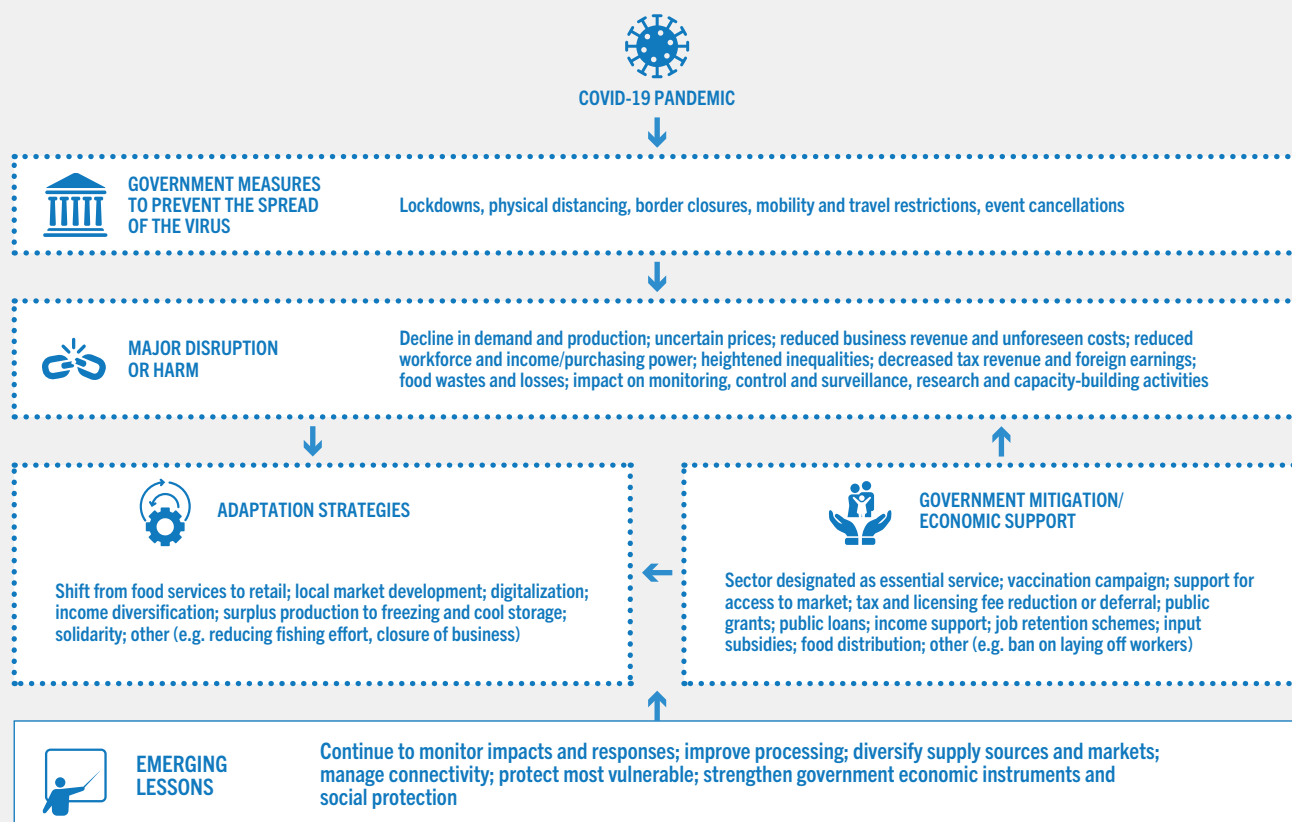 COVID-19 PANDEMIC
GOVERNMENT MEASURES
TO PREVENT THE SPREAD
OF THE VIRUS
Lockdowns, physical distancing, border closures, mobility and travel restrictions, event cancellations
MAJOR DISRUPTION
OR HARM
Decline in demand and production; uncertain prices; reduced business revenue and unforeseen costs; reduced
workforce and income/purchasing power; heightened inequalities; decreased tax revenue and foreign earnings;
food wastes and losses; impact on monitoring, control and surveillance, research and capacity-building activities
ADAPTATION STRATEGIES
Shift from food services to retail; local market development; digitalization;
income diversification; surplus production to freezing and cool storage;
solidarity; other (e.g. reducing fishing effort, closure of business)
GOVERNMENT MITIGATION/
ECONOMIC SUPPORT
Sector designated as essential service; vaccination campaign; support for
access to market; tax and licensing fee reduction or deferral; public
grants; public loans; income support; job retention schemes; input
subsidies; food distribution; other (e.g. ban on laying off workers)
EMERGING
LESSONS
Continue to monitor impacts and responses; improve processing; diversify supply sources and markets;
manage connectivity; protect most vulnerable; strengthen government economic instruments and
social protection